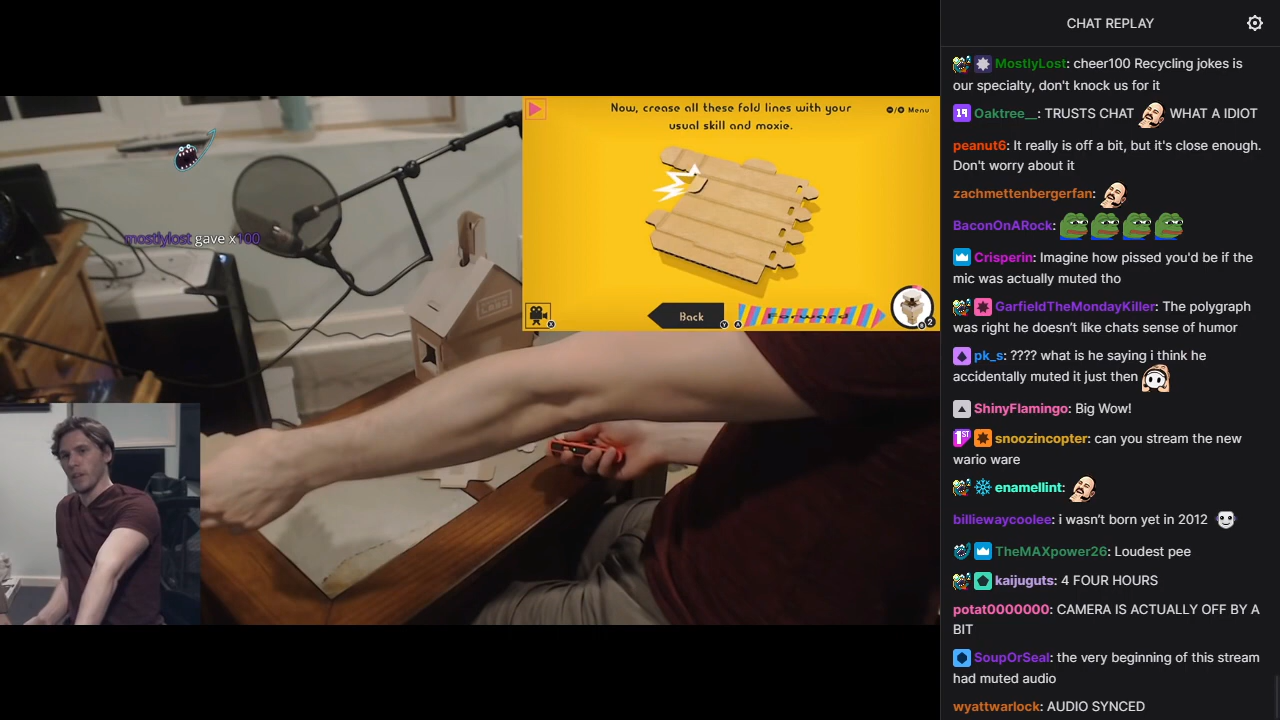 CHAT REPLAY
Now, crease all these fold lines with your
usual skill and moxie.
Menu
Back
mostlylost gave x100
MostlyLost: cheer100 Recycling jokes is
our specialty, don't knock us for it
Oaktree__: TRUSTS CHAT WHAT A IDIOT
peanut6: It really is off a bit, but it's close enough.
Don't worry about it
zachmettenbergerfan:
BaconOnARock:
Crisperin: Imagine how pissed you'd be if the
mic was actually muted tho
GarfieldTheMondayKiller: The polygraph
was right he doesn't like chats sense of humor
pk_s: ???? what is he saying i think he
accidentally muted it just then
ShinyFlamingo: Big Wow!
1ST snoozincopter: can you stream the new
wario ware
enamellint:
billiewaycoolee: i wasn't born yet in 2012
TheMAXpower26: Loudest pee
kaijuguts: 4 FOUR HOURS
potat0000000: CAMERA IS ACTUALLY OFF BY A
BIT
SoupOrSeal: the very beginning of this stream
had muted audio
wyattwarlock: AUDIO SYNCED